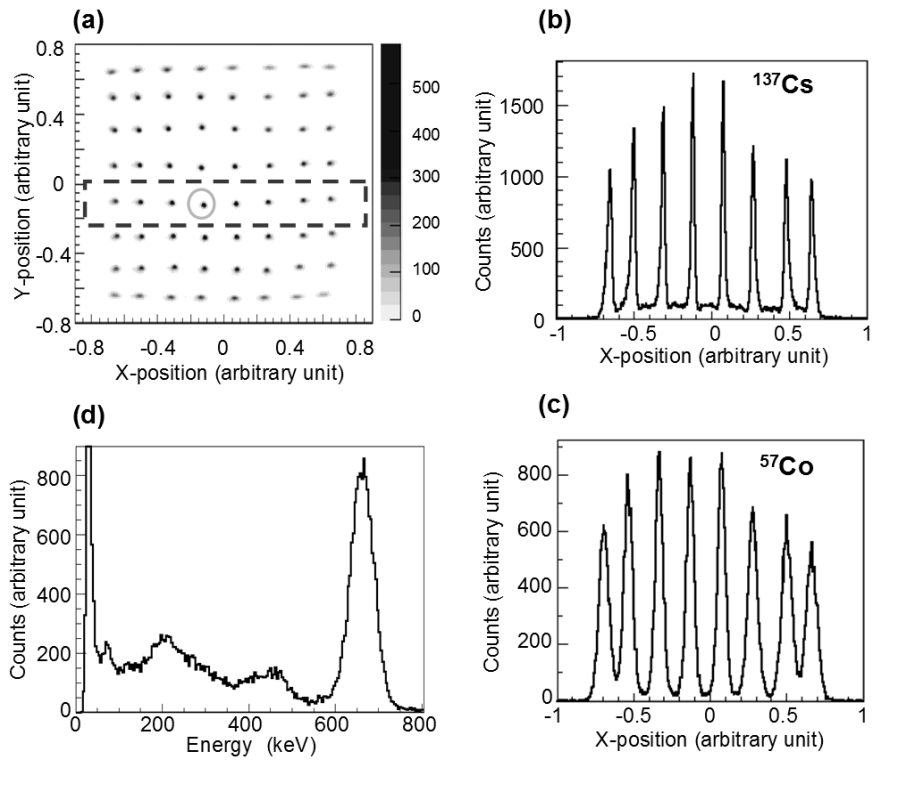 (a)
0.8
0.4
0
-0.4
-0.8
Y-position (arbitrary unit)
-0.8 -0.4 0 0.4 0.8
X-position (arbitrary unit)
500
400
300
200
100
0
(b)
137Cs
1500
1000
500
0
Counts (arbitrary unit)
-1 -0.5 0 0.5 1
X-position (arbitrary unit)
(d)
800
600
400
200
0
Counts (arbitrary unit)
0 200 400 600 800
Energy (keV)
(c)
57Co
800
600
400
200
0
Counts (arbitrary unit)
-1 -0.5 0 0.5 1
X-position (arbitrary unit)